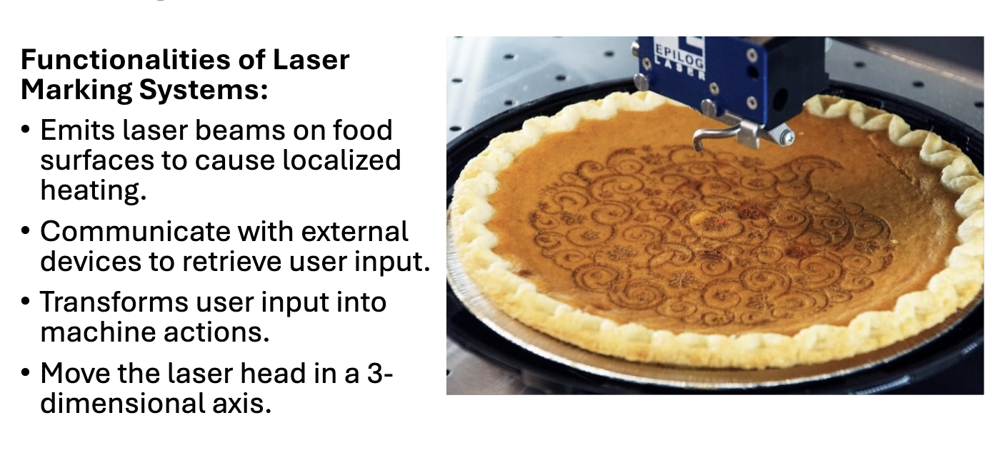 Functionalities of Laser
Marking Systems:
• Emits laser beams on food
surfaces to cause localized
heating.
• Communicate with external
devices to retrieve user input.
• Transforms user input into
machine actions.
• Move the laser head in a 3-
dimensional axis.
EPILOG
LASER